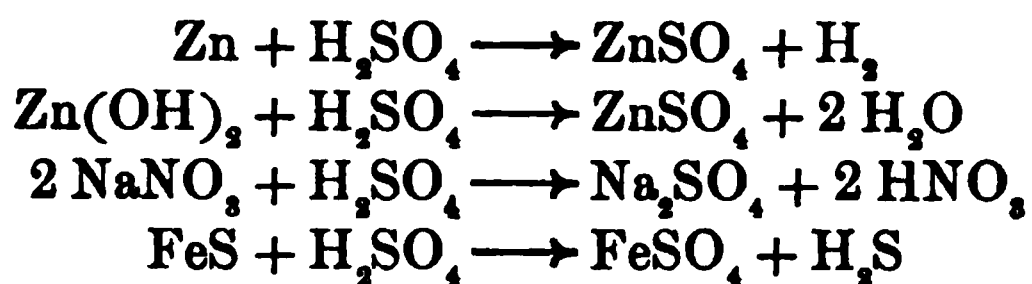 Zn + H₂SO₄ ⟶ ZnSO₄ + H₂
Zn(OH)₂ + H₂SO₄ ⟶ ZnSO₄ + 2 H₂O
2 NaNO₃ + H₂SO₄ ⟶ Na₂SO₄ + 2 HNO₃
FeS + H₂SO₄ ⟶ FeSO₄ + H₂S